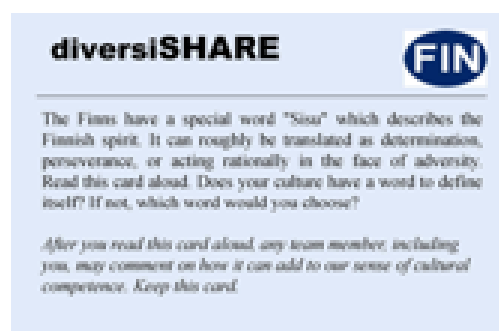 diversiSHARE
FIN
The Finns have a special word "Sisu" which describes the
Finnish spirit. It can roughly be translated as determination,
perseverance, or acting rationally in the face of adversity.
Read this card aloud. Does your culture have a word to define
itself? If not, which word would you choose?
After you read this card aloud, any team member, including
you, may comment on how it can add to our sense of cultural
competence. Keep this card.